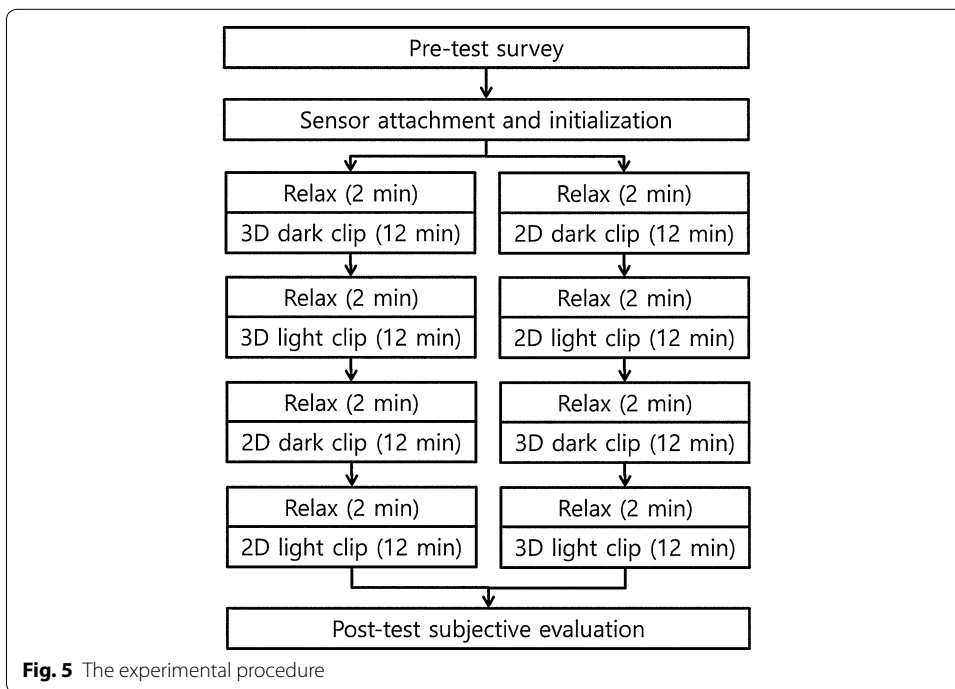 Pre-test survey
Sensor attachment and initialization
Relax (2 min)
3D dark clip (12 min)
Relax (2 min)
3D light clip (12 min)
Relax (2 min)
2D dark clip (12 min)
Relax (2 min)
2D light clip (12 min)
Relax (2 min)
2D dark clip (12 min)
Relax (2 min)
2D light clip (12 min)
Relax (2 min)
3D dark clip (12 min)
Relax (2 min)
3D light clip (12 min)
Post-test subjective evaluation
Fig. 5 The experimental procedure